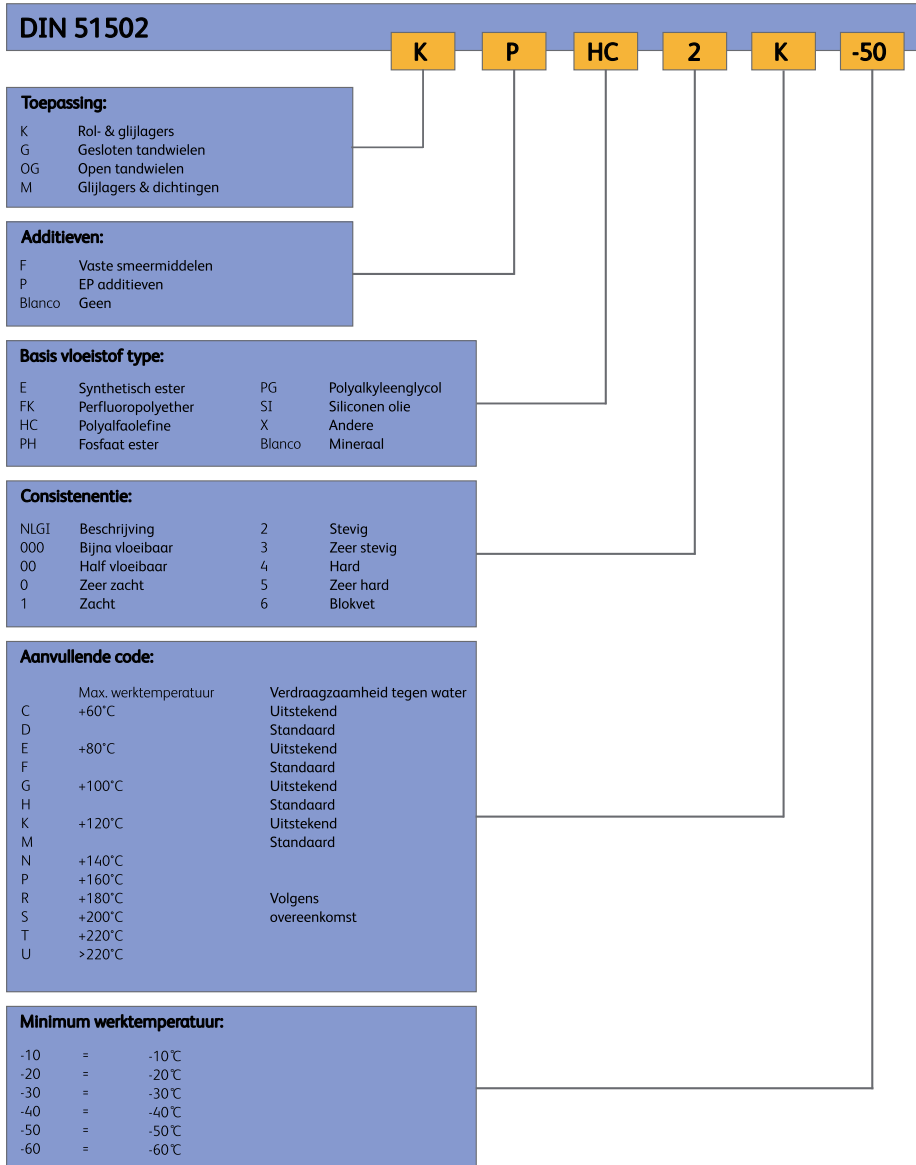 DIN 51502
K P HC 2 K -50
Toepassing:
K Rol- & glijlagers
G Gesloten tandwielen
OG Open tandwielen
M Glijlagers & dichtingen
Additieven:
F Vaste smeermiddelen
P EP additieven
Blanco Geen
Basis vloeistof type:
E Synthetisch ester PG Polyalkyleenglycol
FK Perfluoropolyether SI Siliconen olie
HC Polyalfaolefine X Andere
PH Fosfaat ester Blanco Mineraal
Consistenentie:
NLGI Beschrijving 2 Stevig
000 Bijna vloeibaar 3 Zeer stevig
00 Half vloeibaar 4 Hard
0 Zeer zacht 5 Zeer hard
1 Zacht 6 Blokvet
Aanvullende code:
Max. werktemperatuur Verdraagzaamheid tegen water
C +60°C Uitstekend
D Standaard
E +80°C Uitstekend
F Standaard
G +100°C Uitstekend
H Standaard
K +120°C Uitstekend
M Standaard
N +140°C
P +160°C
R +180°C Volgens
S +200°C overeenkomst
T +220°C
U >220°C
Minimum werktemperatuur:
-10 = -10℃
-20 = -20℃
-30 = -30℃
-40 = -40℃
-50 = -50℃
-60 = -60℃